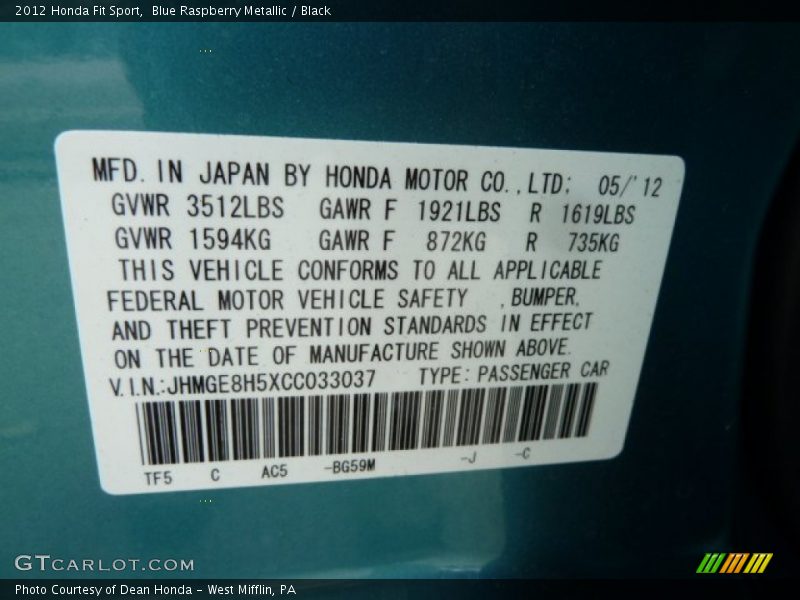 2012 Honda Fit Sport,  Blue Raspberry Metallic / Black
MFD. IN JAPAN BY HONDA MOTOR CO.,LTD; 05/'12
GVWR 3512LBS GAWR F 1921LBS R 1619LBS
GVWR 1594KG GAWR F 872KG R 735KG
THIS VEHICLE CONFORMS TO ALL APPLICABLE
FEDERAL MOTOR VEHICLE SAFETY ,BUMPER,
AND THEFT PREVENTION STANDARDS IN EFFECT
ON THE DATE OF MANUFACTURE SHOWN ABOVE.
V.I.N.:JHMGE8H5XCC033037 TYPE:PASSENGER CAR
TF5 C AC5 -BG59M -J -C
GTCARLOT.COM
Photo Courtesy of Dean Honda - West Mifflin, PA